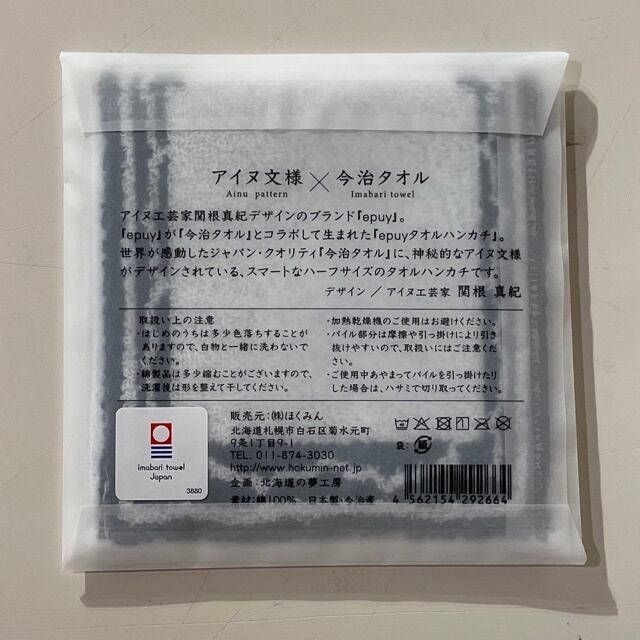 アイヌ文様×今治タオル
Ainu pattern Imabari towel
アイヌ工芸家関根真紀デザインのブランド『epuy』。
『epuy』が『今治タオル』とコラボして生まれた『epuyタオルハンカチ』。
世界が感動したジャパン・クオリティ『今治タオル』に、神秘的なアイヌ文様
がデザインされている、スマートなハーフサイズのタオルハンカチです。
デザイン／アイヌ工芸家 関根 真紀
取扱い上の注意
・はじめのうちは多少色落ちすることが
ありますので、白物と一緒に洗わないで
ください。
・綿製品は多少縮むことがございますので、
洗濯後は形を整えて干してください。
・加熱乾燥機のご使用はお避けください。
・パイル部分は摩擦や引っ掛けにより引き
抜けやすいので、取扱いにはご注意くだ
さい。
・ご使用中あやまってパイルを引っ掛けたり
した場合は、ハサミで切り取ってください。
販売元：(株)ほくみん
北海道札幌市白石区菊水元町
9条1丁目9-1
TEL. 011-874-3030
http://www.hokumin-net.jp
企画：北海道の夢工房
素材：綿100% 日本製・今治産
袋：紙
4 562154 292664
imabari towel
Japan
3880